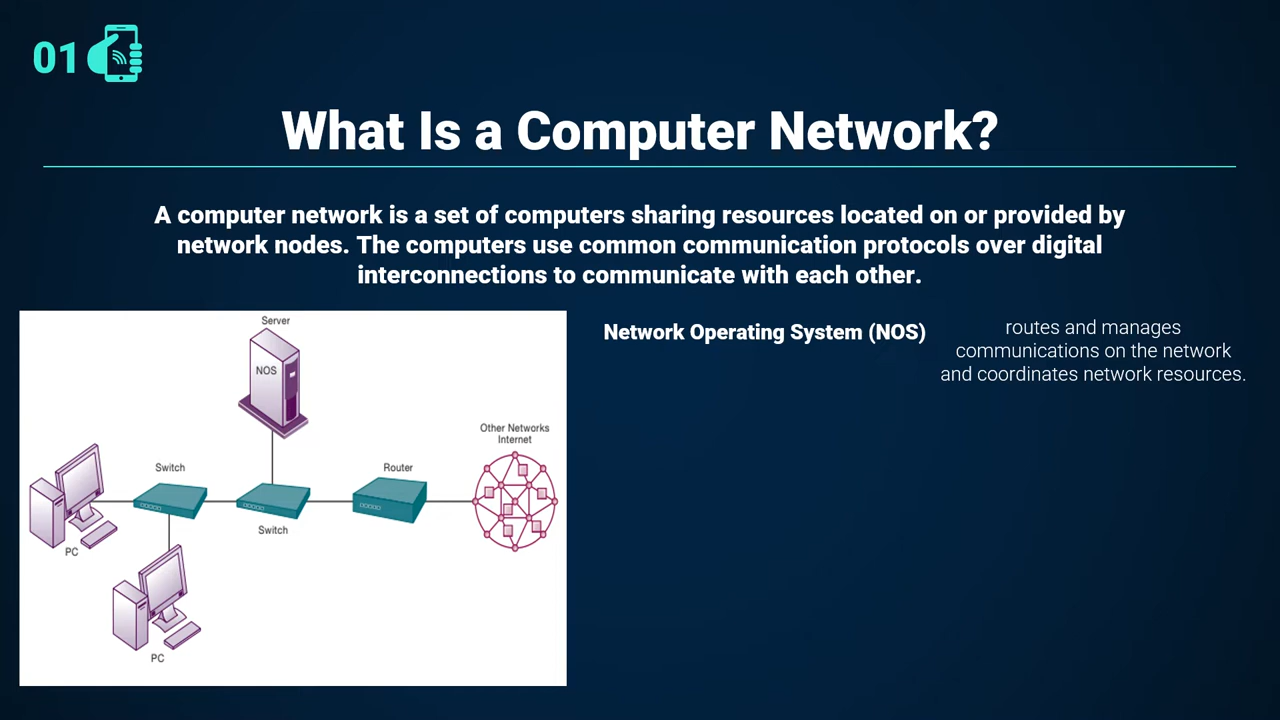 01
What Is a Computer Network?
A computer network is a set of computers sharing resources located on or provided by
network nodes. The computers use common communication protocols over digital
interconnections to communicate with each other.
Server
NOS
Other Networks
Internet
Switch
Router
Switch
PC
PC
Network Operating System (NOS)
routes and manages
communications on the network
and coordinates network resources.